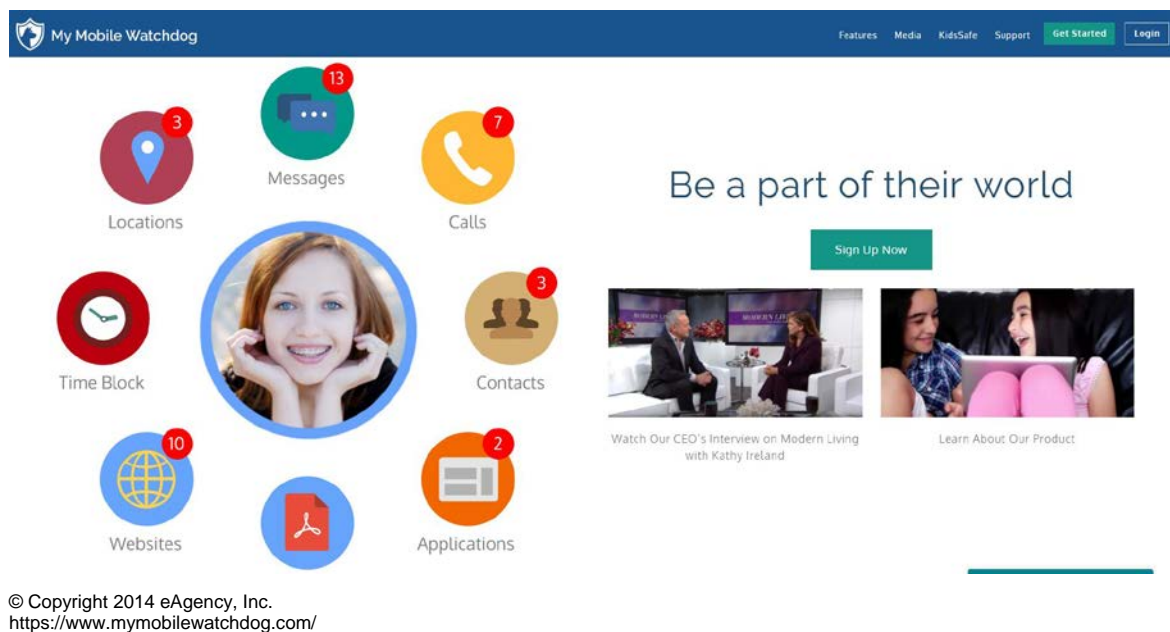 My Mobile Watchdog
Features Media KidsSafe Support Get Started Login
13
3
7
Messages
Locations
Calls
Be a part of their world
Sign Up Now
3
Time Block
Contacts
MODERN LIVING
Watch Our CEO's Interview on Modern Living
with Kathy Ireland
Learn About Our Product
10
2
Websites
Applications
© Copyright 2014 eAgency, Inc.
https://www.mymobilewatchdog.com/